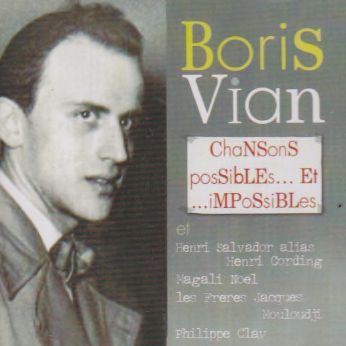 BoriS
Vian
ChaNSonS
posSibLEs... Et
...iMPoSsiBLes
et
Henri Salvador alias
Henri Cording
Magali Noel
les Freres Jacques
Mouloudji
Philippe Clay